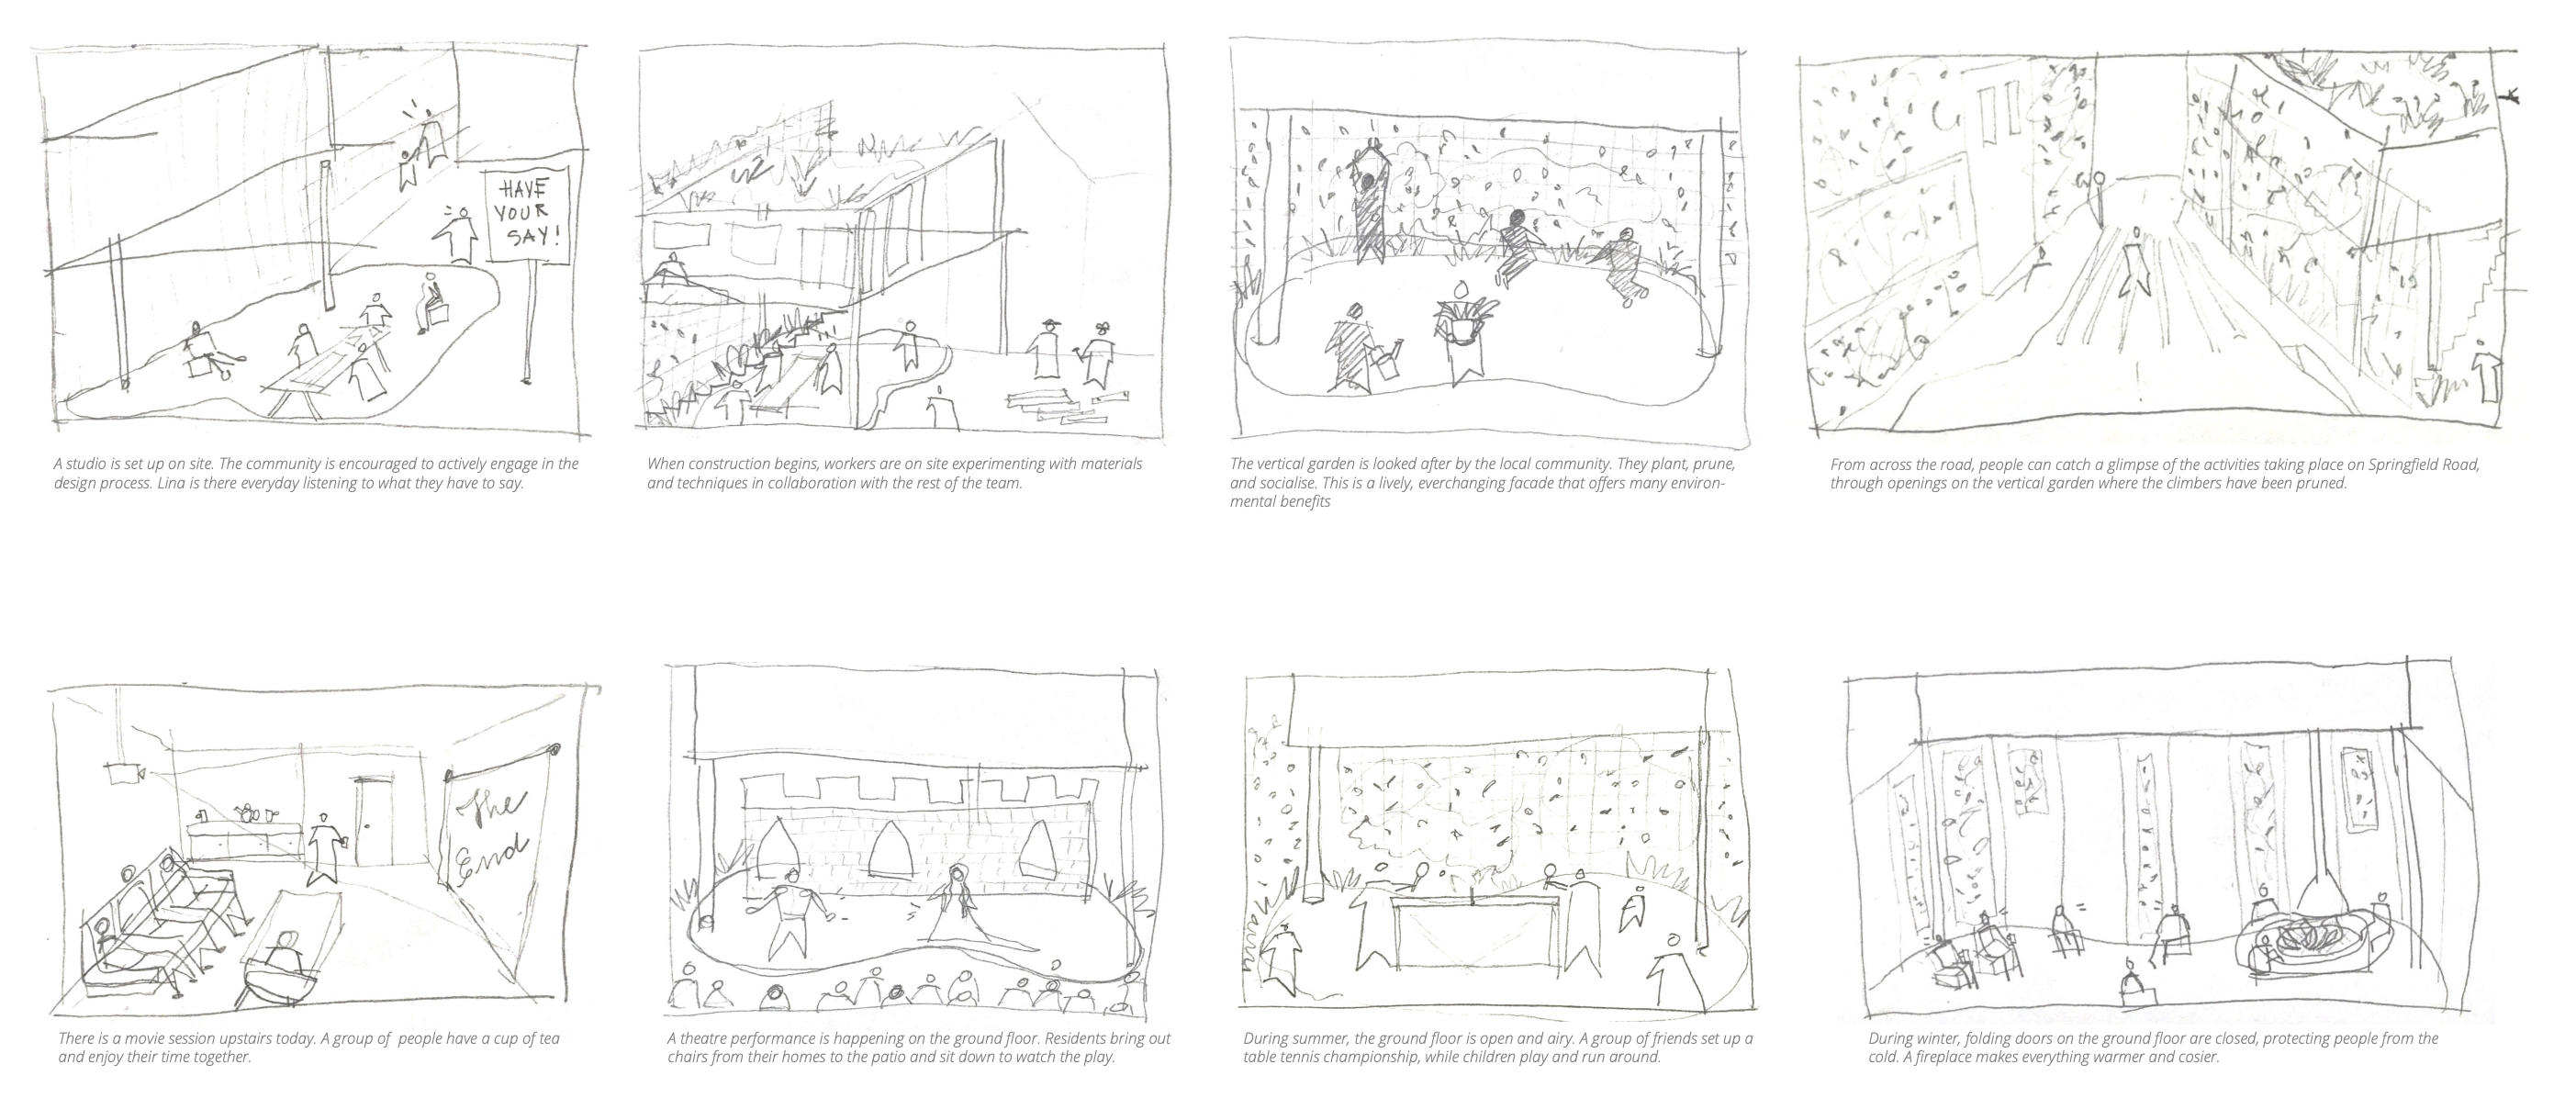 HAVE
YOUR
SAY!
A studio is set up on site. The community is encouraged to actively engage in the
design process. Lina is there everyday listening to what they have to say.
When construction begins, workers are on site experimenting with materials
and techniques in collaboration with the rest of the team.
The vertical garden is looked after by the local community. They plant, prune,
and socialise. This is a lively, everchanging facade that offers many environ-
mental benefits
From across the road, people can catch a glimpse of the activities taking place on Springfield Road,
through openings on the vertical garden where the climbers have been pruned.
The
End
There is a movie session upstairs today. A group of people have a cup of tea
and enjoy their time together.
A theatre performance is happening on the ground floor. Residents bring out
chairs from their homes to the patio and sit down to watch the play.
During summer, the ground floor is open and airy. A group of friends set up a
table tennis championship, while children play and run around.
During winter, folding doors on the ground floor are closed, protecting people from the
cold. A fireplace makes everything warmer and cosier.